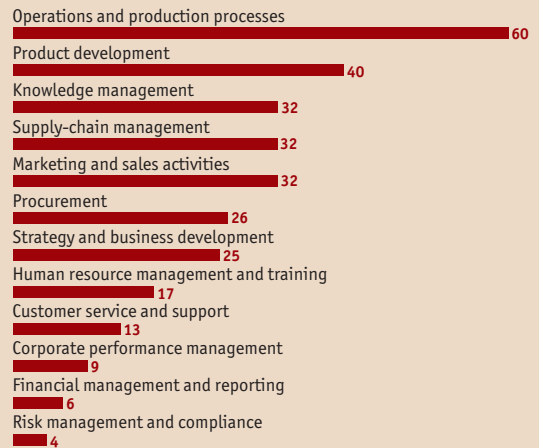 Operations and production processes
60
Product development
40
Knowledge management
32
Supply-chain management
32
Marketing and sales activities
32
Procurement
26
Strategy and business development
25
Human resource management and training
17
Customer service and support
13
Corporate performance management
9
Financial management and reporting
6
Risk management and compliance
4